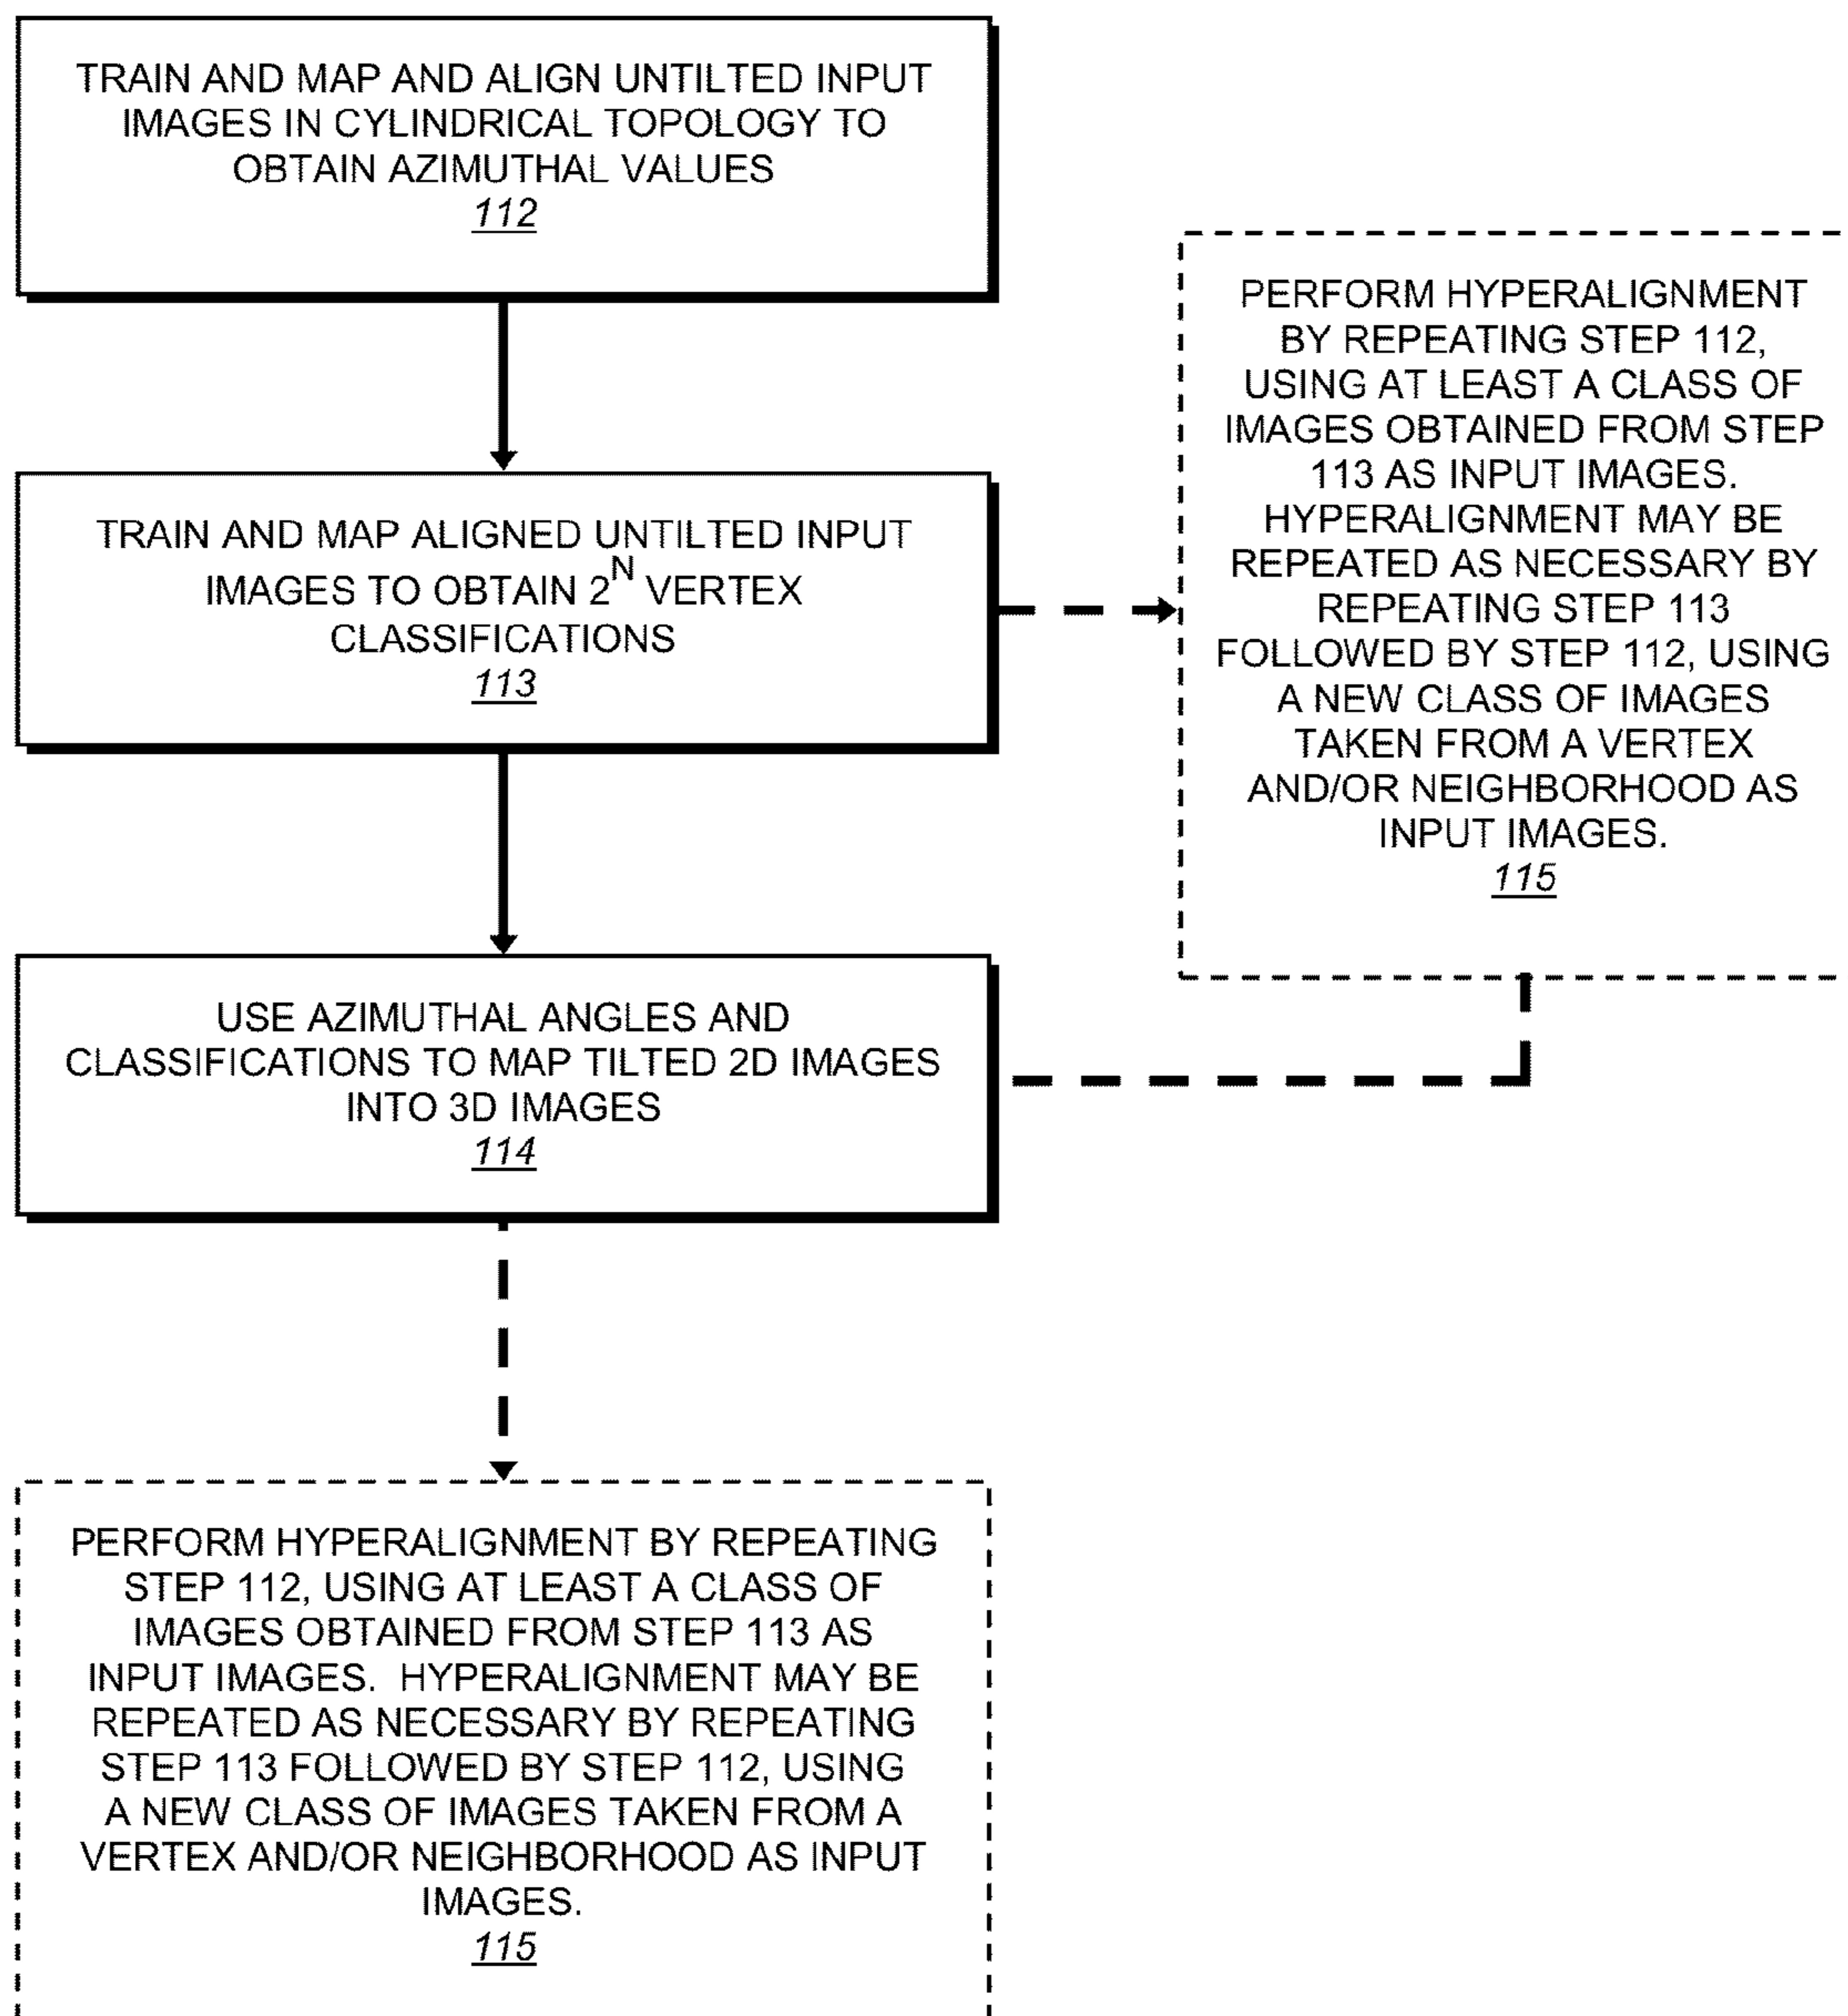 TRAIN AND MAP AND ALIGN UNTILTED INPUT
IMAGES IN CYLINDRICAL TOPOLOGY TO
OBTAIN AZIMUTHAL VALUES
112
TRAIN AND MAP ALIGNED UNTILTED INPUT
IMAGES TO OBTAIN 2^N VERTEX
CLASSIFICATIONS
113
PERFORM HYPERALIGNMENT
BY REPEATING STEP 112,
USING AT LEAST A CLASS OF
IMAGES OBTAINED FROM STEP
113 AS INPUT IMAGES.
HYPERALIGNMENT MAY BE
REPEATED AS NECESSARY BY
REPEATING STEP 113
FOLLOWED BY STEP 112, USING
A NEW CLASS OF IMAGES
TAKEN FROM A VERTEX
AND/OR NEIGHBORHOOD AS
INPUT IMAGES.
115
USE AZIMUTHAL ANGLES AND
CLASSIFICATIONS TO MAP TILTED 2D IMAGES
INTO 3D IMAGES
114
PERFORM HYPERALIGNMENT BY REPEATING
STEP 112, USING AT LEAST A CLASS OF
IMAGES OBTAINED FROM STEP 113 AS
INPUT IMAGES.  HYPERALIGNMENT MAY BE
REPEATED AS NECESSARY BY REPEATING
STEP 113 FOLLOWED BY STEP 112, USING
A NEW CLASS OF IMAGES TAKEN FROM A
VERTEX AND/OR NEIGHBORHOOD AS INPUT
IMAGES.
115